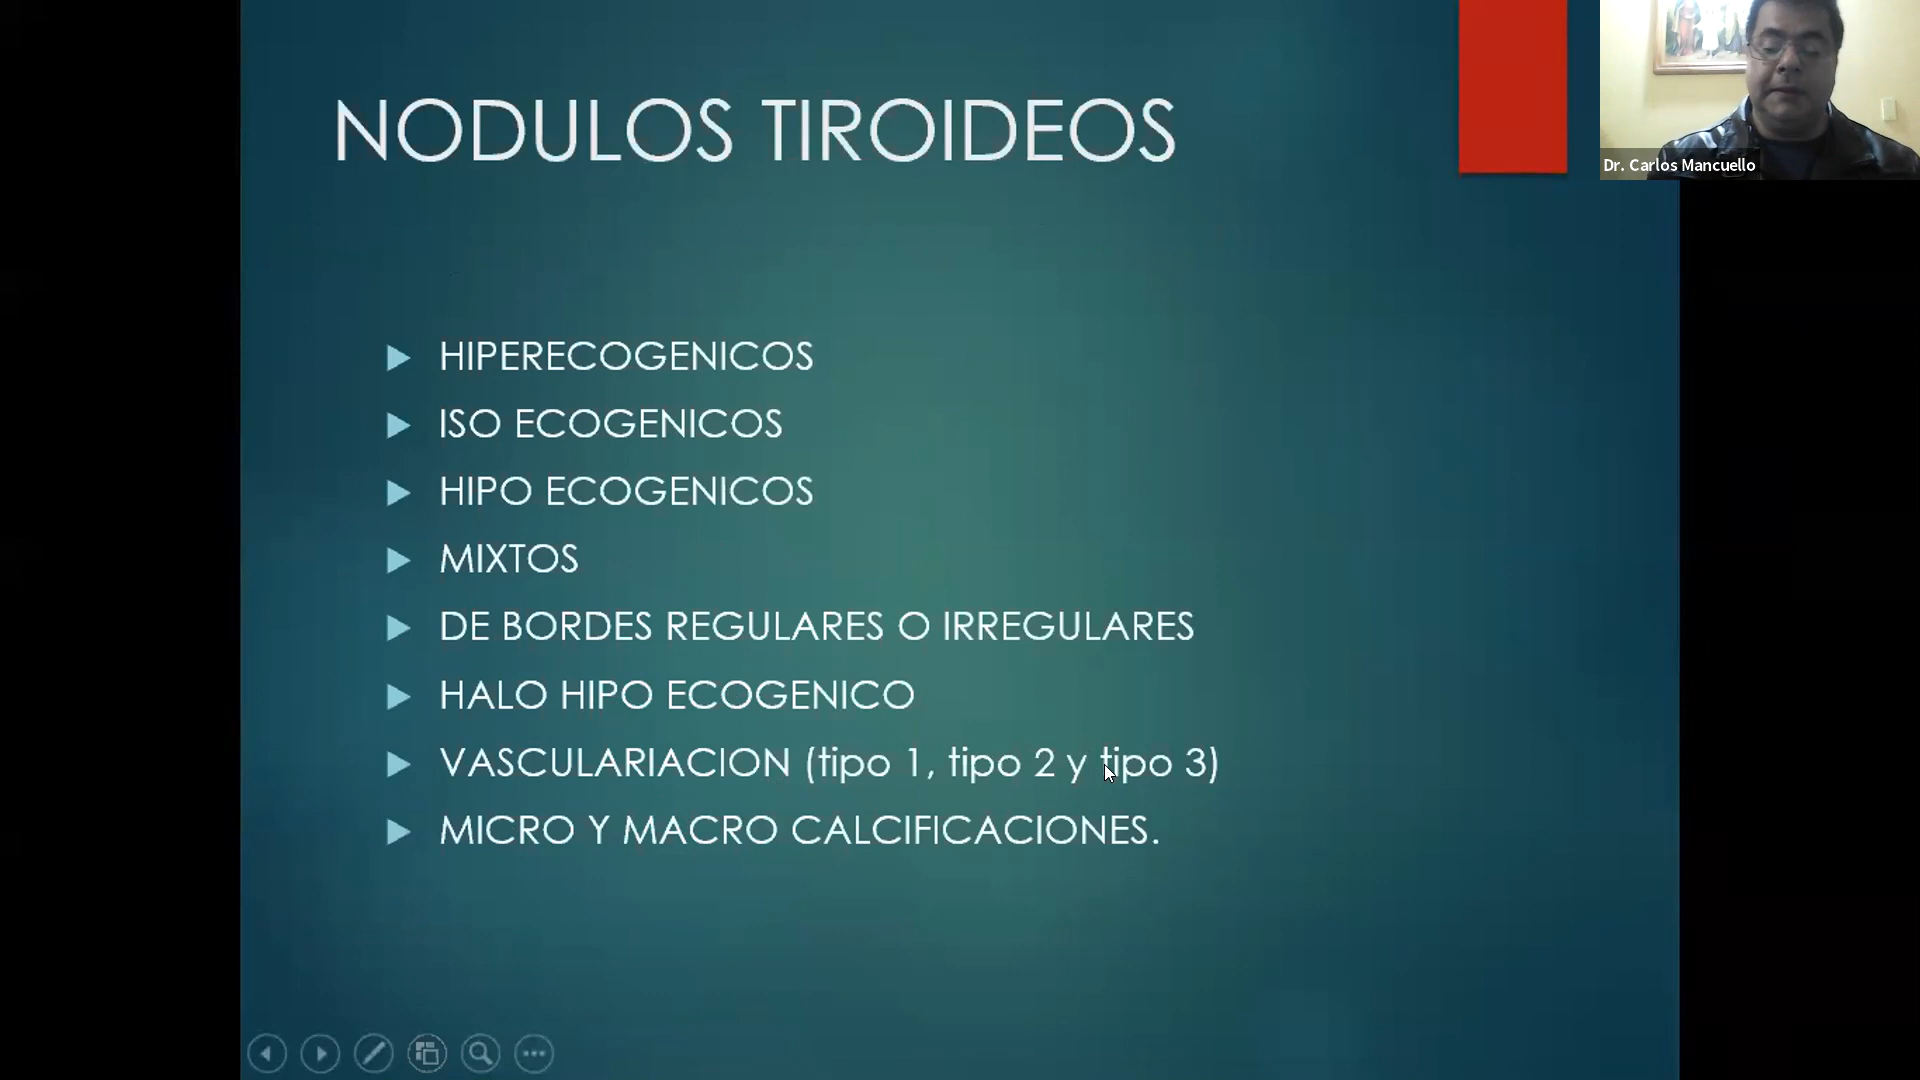 NODULOS TIROIDEOS
Dr. Carlos Mancuello
HIPERECOGENICOS
ISO ECOGENICOS
HIPO ECOGENICOS
MIXTOS
DE BORDES REGULARES O IRREGULARES
HALO HIPO ECOGENICO
VASCULARIACION (tipo 1, tipo 2 y tipo 3)
MICRO Y MACRO CALCIFICACIONES.